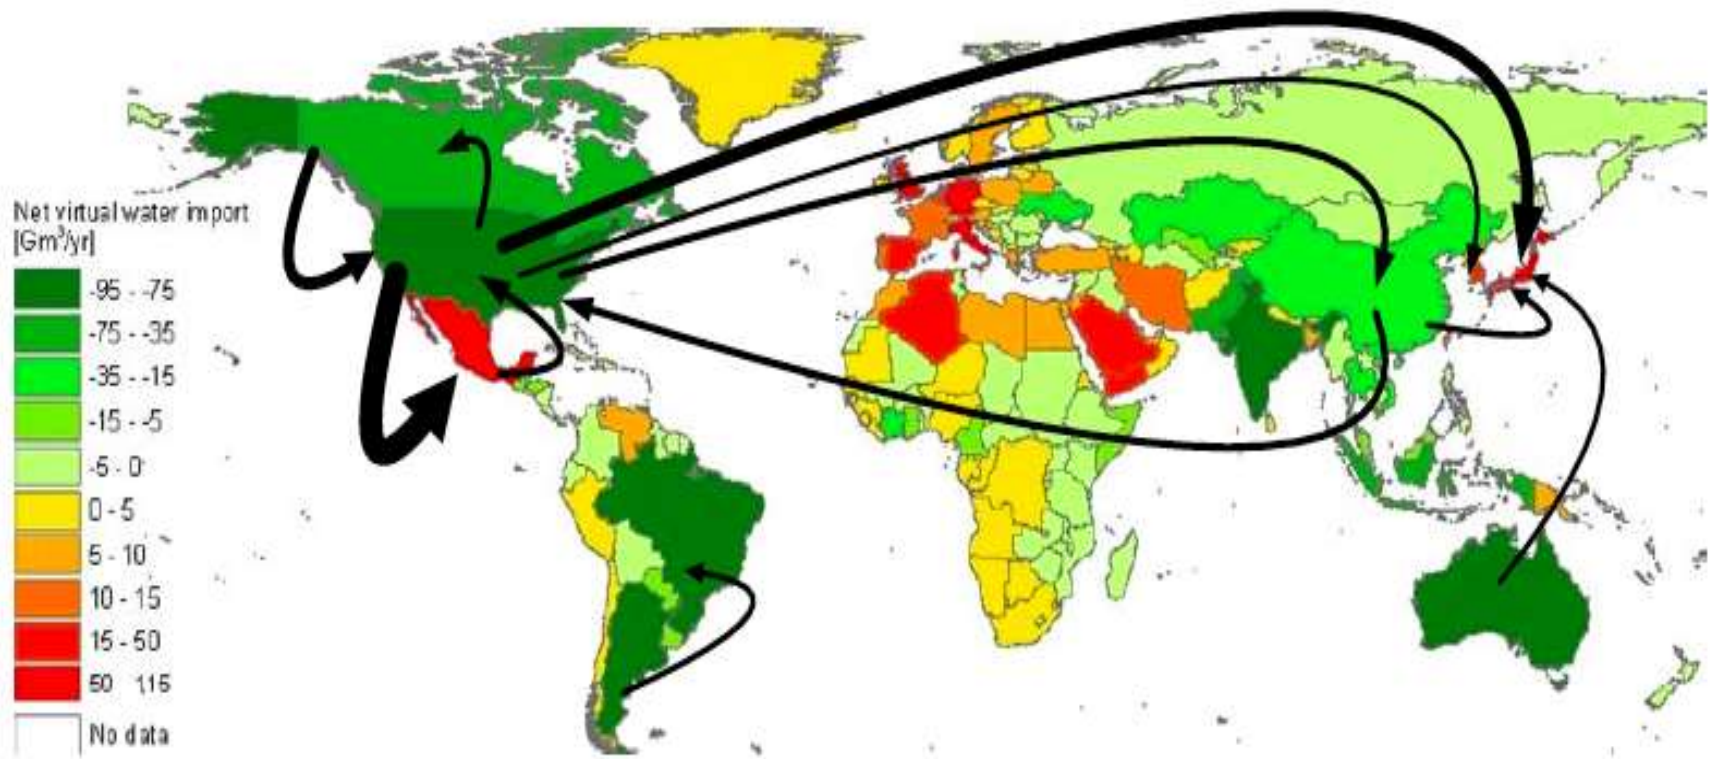 Net virtual water import
[Gm³/yr]
-95 - -75
-75 - -35
-35 - -15
-15 - -5
-5 - 0
0 - 5
5 - 10
10 - 15
15 - 50
50 115
No data